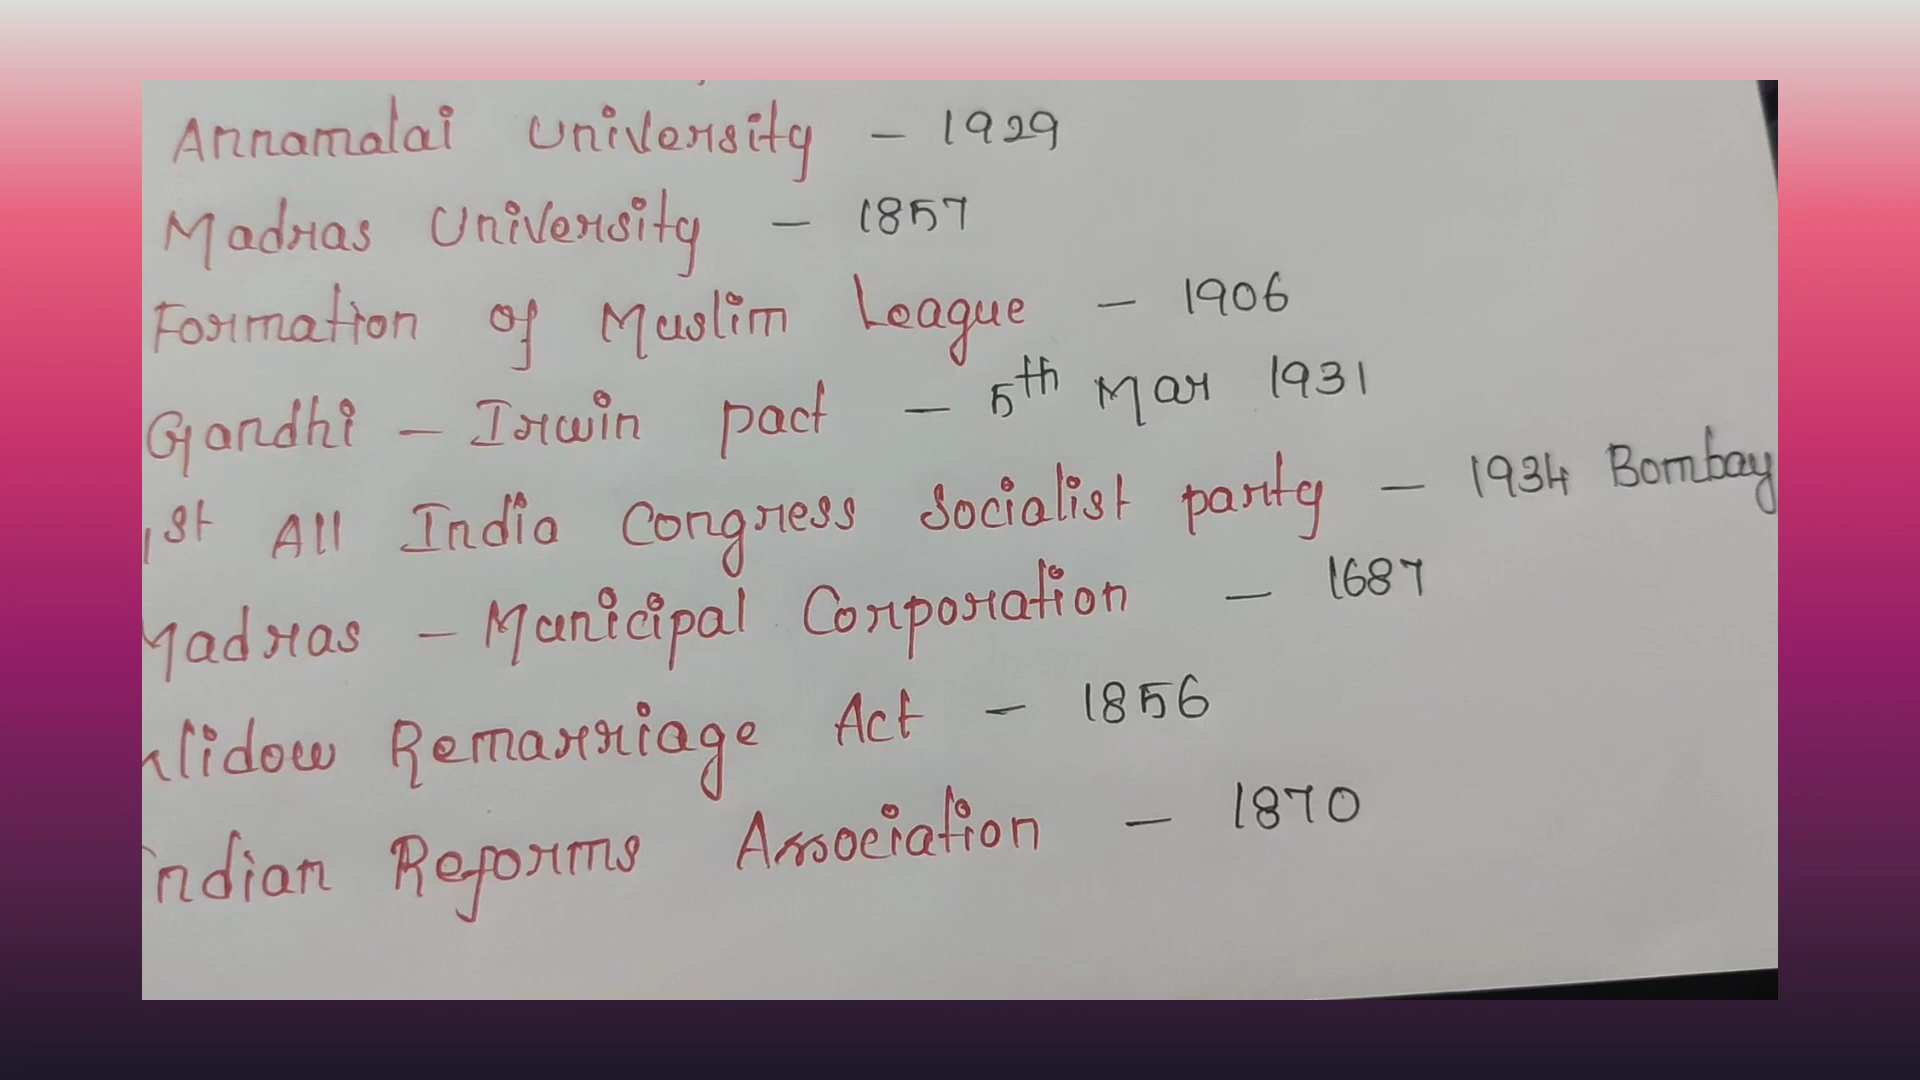 Annamalai University - 1929
Madras University - 1857
Formation of Muslim League - 1906
Gandhi - Irwin pact - 5th Mar 1931
1st All India Congress Socialist party - 1934 Bombay
Madras - Municipal Corporation - 1687
Widow Remarriage Act - 1856
Indian Reforms Association - 1870